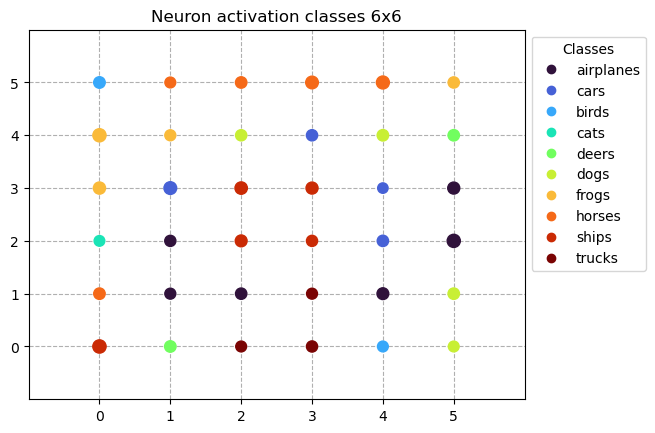 Neuron activation classes 6x6
5
4
3
2
1
0
0 1 2 3 4 5
Classes
airplanes
cars
birds
cats
deers
dogs
frogs
horses
ships
trucks